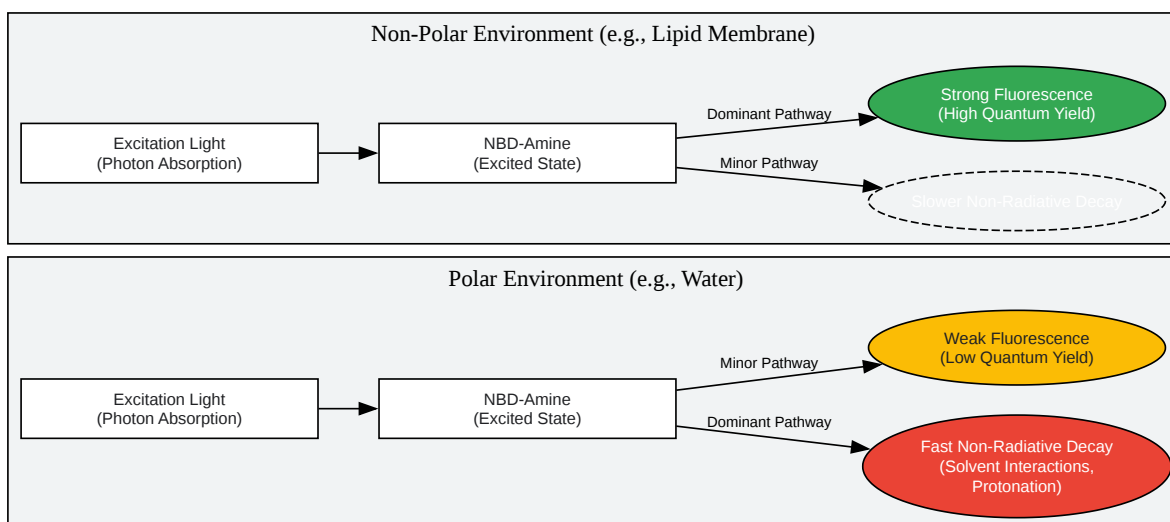 Non-Polar Environment (e.g., Lipid Membrane)
Excitation Light
(Photon Absorption)
NBD-Amine
(Excited State)
Dominant Pathway
Minor Pathway
Strong Fluorescence
(High Quantum Yield)
Slower Non-Radiative Decay
Polar Environment (e.g., Water)
Excitation Light
(Photon Absorption)
NBD-Amine
(Excited State)
Minor Pathway
Dominant Pathway
Weak Fluorescence
(Low Quantum Yield)
Fast Non-Radiative Decay
(Solvent Interactions,
Protonation)